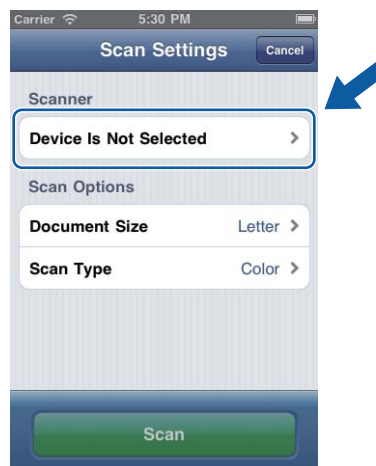 Carrier 5:30 PM
Scan Settings Cancel
Scanner
Device Is Not Selected
Scan Options
Document Size Letter
Scan Type Color
Scan